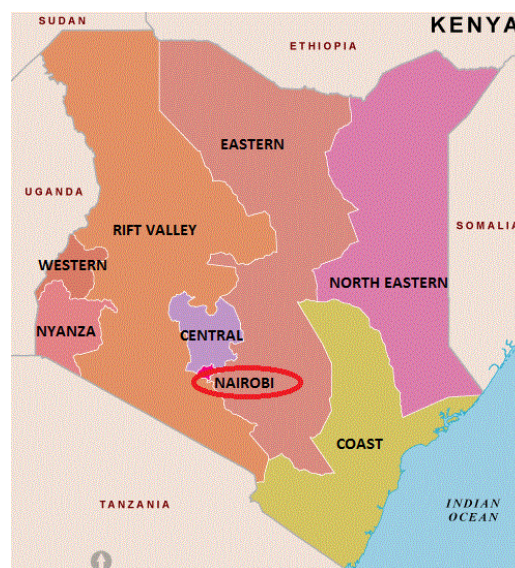 SUDAN
KENYA
ETHIOPIA
EASTERN
UGANDA
RIFT VALLEY
SOMALIA
WESTERN
NORTH EASTERN
NYANZA
CENTRAL
NAIROBI
COAST
TANZANIA
INDIAN
OCEAN